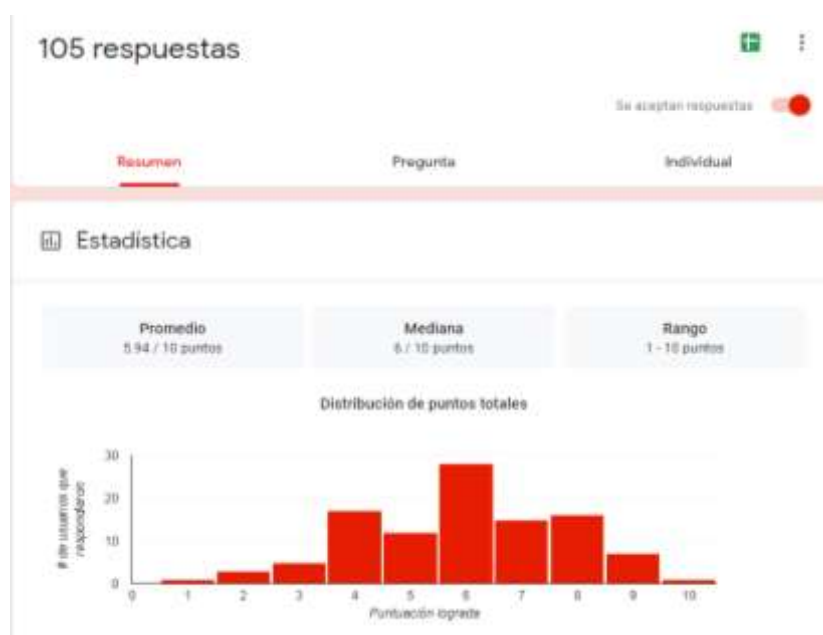 105 respuestas
Se aceptan respuestas
Resumen Pregunta Individual
Estadística
Promedio Mediana Rango
5.94 / 10 puntos 6 / 10 puntos 1 - 10 puntos
Distribución de puntos totales
# de usuarios que
respondieron
30
20
10
0
0 1 2 3 4 5 6 7 8 9 10
Puntuación lograda